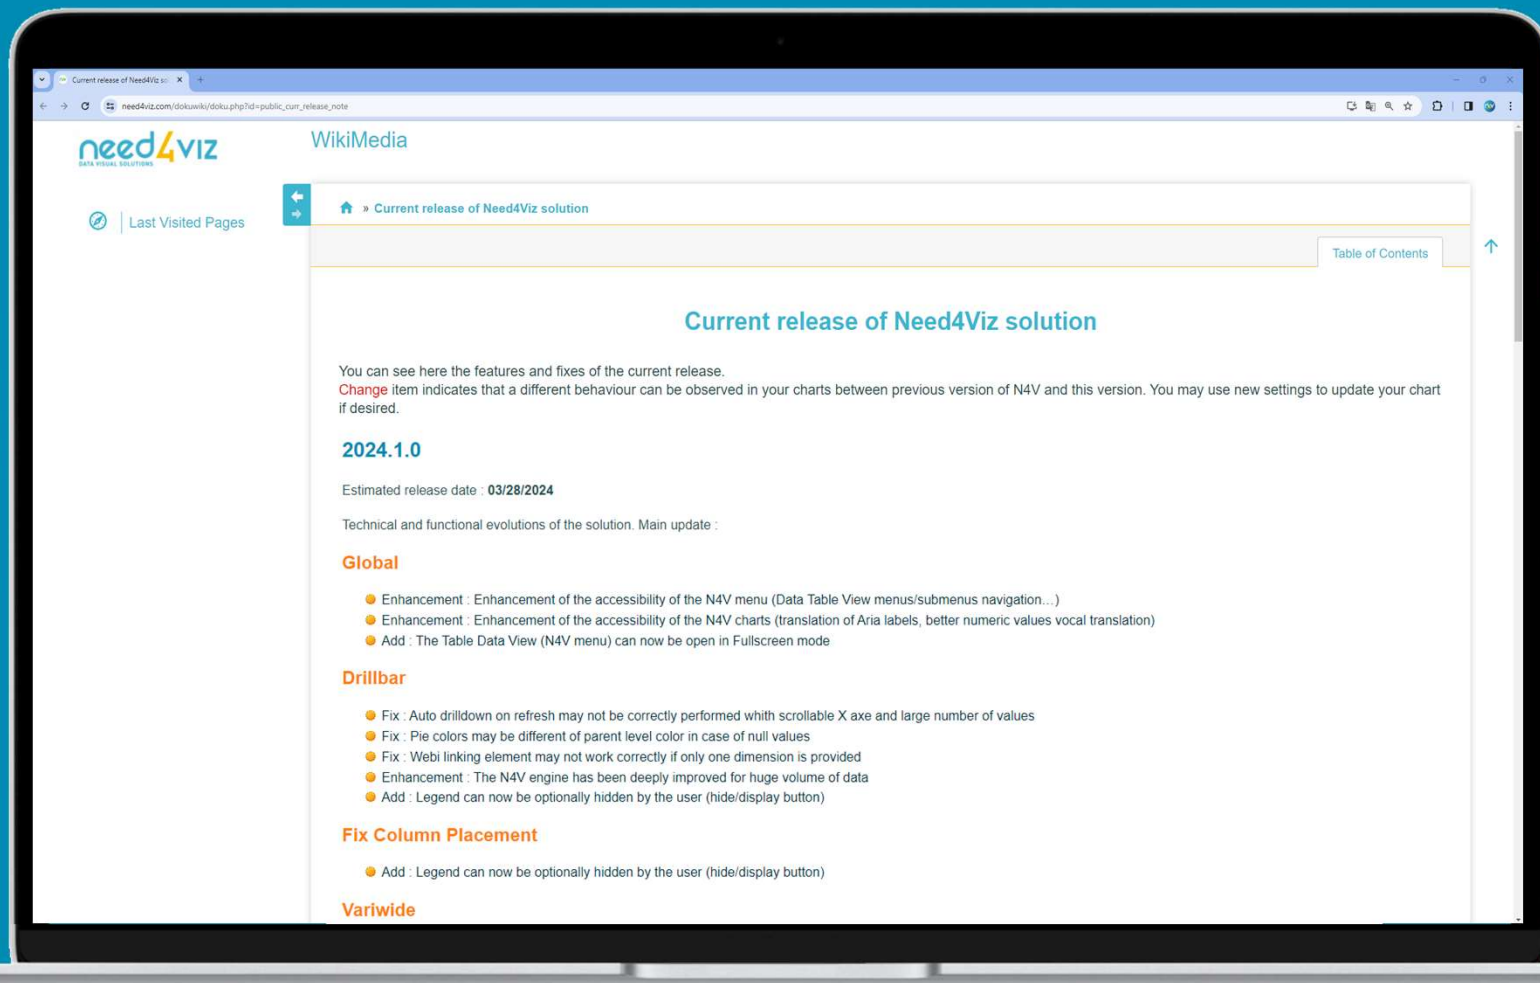 Current release of Need4Viz so
need4viz.com/dokuwiki/doku.php?id=public_curr_release_note
need4viz
DATA VISUAL SOLUTIONS
WikiMedia
Last Visited Pages
» Current release of Need4Viz solution
Table of Contents
Current release of Need4Viz solution
You can see here the features and fixes of the current release.
Change item indicates that a different behaviour can be observed in your charts between previous version of N4V and this version. You may use new settings to update your chart
if desired.
2024.1.0
Estimated release date : 03/28/2024
Technical and functional evolutions of the solution. Main update :
Global
Enhancement : Enhancement of the accessibility of the N4V menu (Data Table View menus/submenus navigation…)
Enhancement : Enhancement of the accessibility of the N4V charts (translation of Aria labels, better numeric values vocal translation)
Add : The Table Data View (N4V menu) can now be open in Fullscreen mode
Drillbar
Fix : Auto drilldown on refresh may not be correctly performed whith scrollable X axe and large number of values
Fix : Pie colors may be different of parent level color in case of null values
Fix : Webi linking element may not work correctly if only one dimension is provided
Enhancement : The N4V engine has been deeply improved for huge volume of data
Add : Legend can now be optionally hidden by the user (hide/display button)
Fix Column Placement
Add : Legend can now be optionally hidden by the user (hide/display button)
Variwide